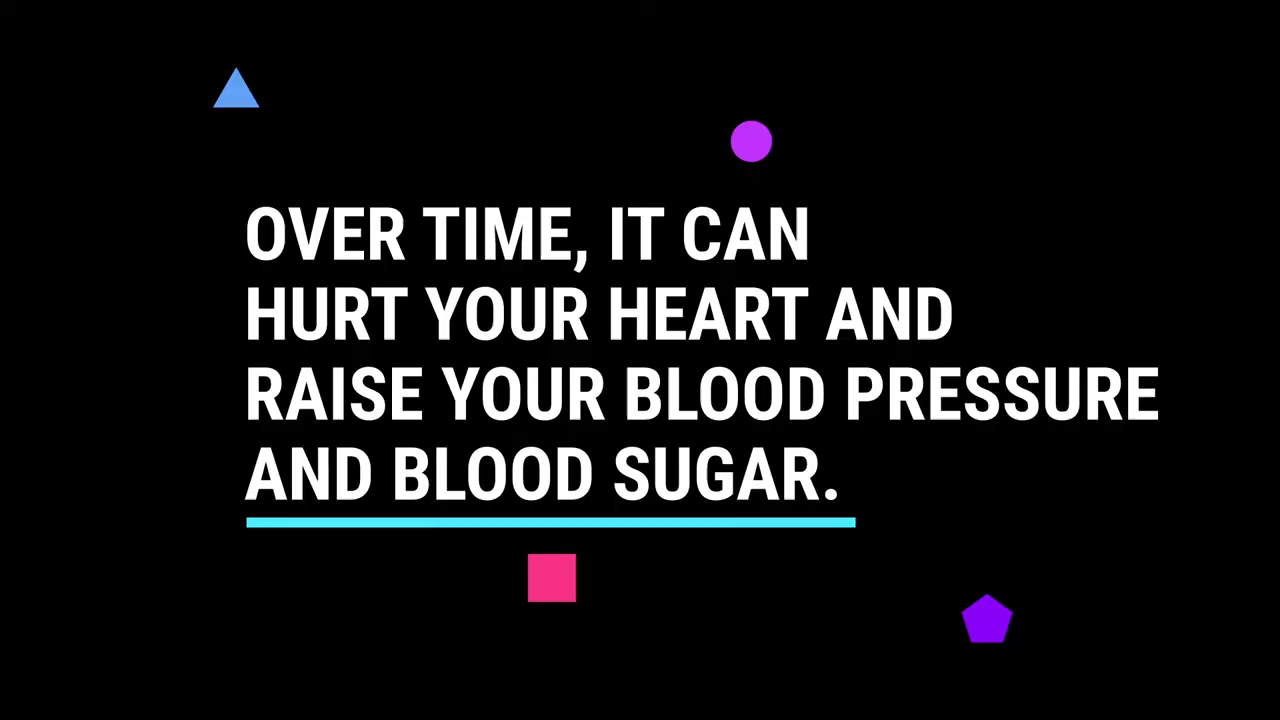 OVER TIME, IT CAN
HURT YOUR HEART AND
RAISE YOUR BLOOD PRESSURE
AND BLOOD SUGAR.